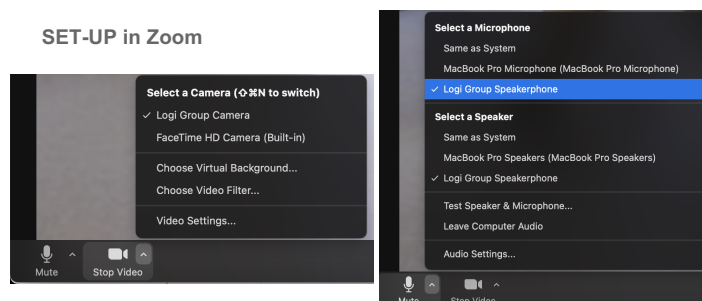 SET-UP in Zoom
Select a Camera (⇧⌘N to switch)
✓ Logi Group Camera
FaceTime HD Camera (Built-in)
Choose Virtual Background...
Choose Video Filter...
Video Settings...
Mute
Stop Video
Select a Microphone
Same as System
MacBook Pro Microphone (MacBook Pro Microphone)
✓ Logi Group Speakerphone
Select a Speaker
Same as System
MacBook Pro Speakers (MacBook Pro Speakers)
✓ Logi Group Speakerphone
Test Speaker & Microphone...
Leave Computer Audio
Audio Settings...
Mute
Stop Video